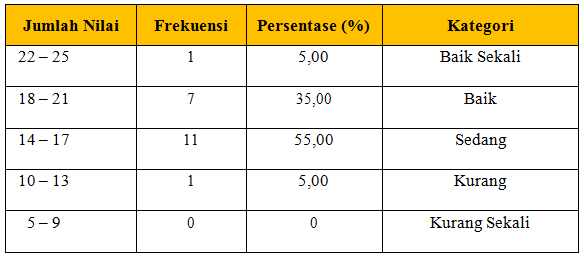 Jumlah Nilai Frekuensi Persentase (%) Kategori
22 – 25 1 5,00 Baik Sekali
18 – 21 7 35,00 Baik
14 – 17 11 55,00 Sedang
10 – 13 1 5,00 Kurang
5 – 9 0 0 Kurang Sekali